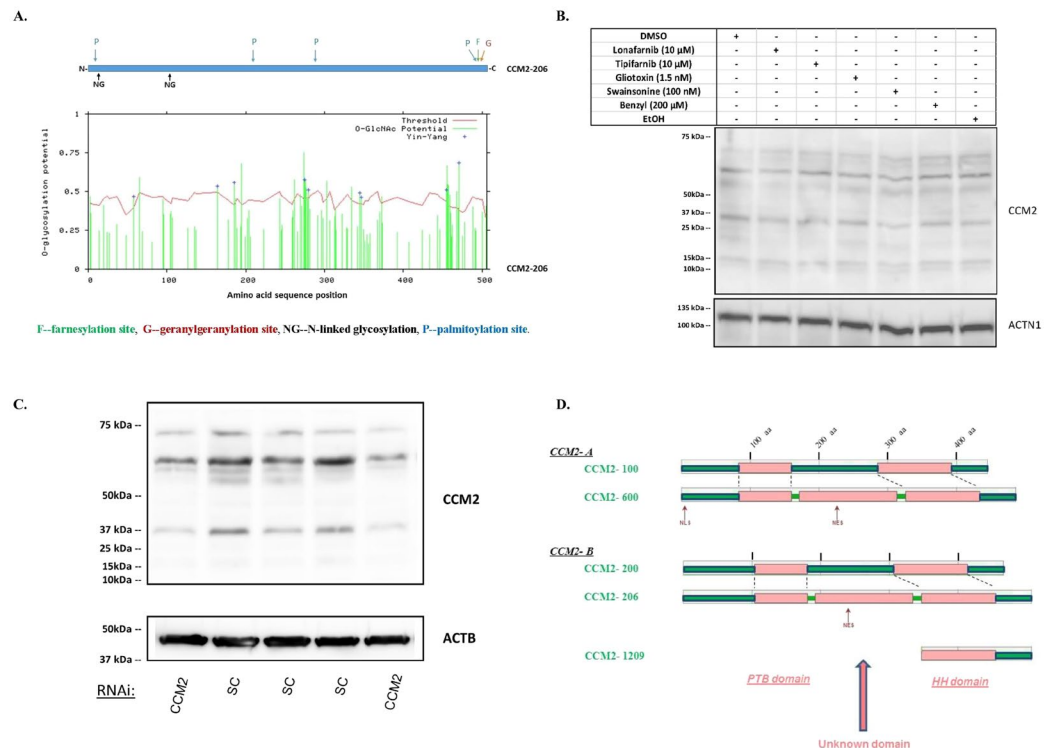 A.
P
P
P
P
F
G
N-
-C
CCM2-206
NG
NG
1
0.75
0.5
0.25
0
O-glycosylation potential
Threshold
O-GlcNAc Potential
Yin-Yang
0
100
200
300
400
500
Amino acid sequence position
CCM2-206
F--farnesylation site, G--geranylgeranylation site, NG--N-linked glycosylation, P--palmitoylation site.
B.
DMSO + - - - - - -
Lonafarnib (10 µM) - + - - - - -
Tipifarnib (10 µM) - - + - - - -
Gliotoxin (1.5 nM) - - - + - - -
Swainsonine (100 nM) - - - - + - -
Benzyl (200 µM) - - - - - + -
EtOH - - - - - - +
75 kDa --
50kDa --
37 kDa --
25 kDa --
15kDa --
10kDa --
CCM2
135 kDa --
100 kDa --
ACTN1
C.
75 kDa --
50kDa --
37 kDa --
25 kDa --
15kDa --
10kDa --
CCM2
50kDa --
37 kDa --
ACTB
RNAi:
CCM2
SC
SC
SC
CCM2
D.
100 aa
200 aa
300 aa
400 aa
CCM2- A
CCM2- 100
CCM2- 600
NLS
NES
CCM2- B
CCM2- 200
CCM2- 206
NES
CCM2- 1209
PTB domain
HH domain
Unknown domain